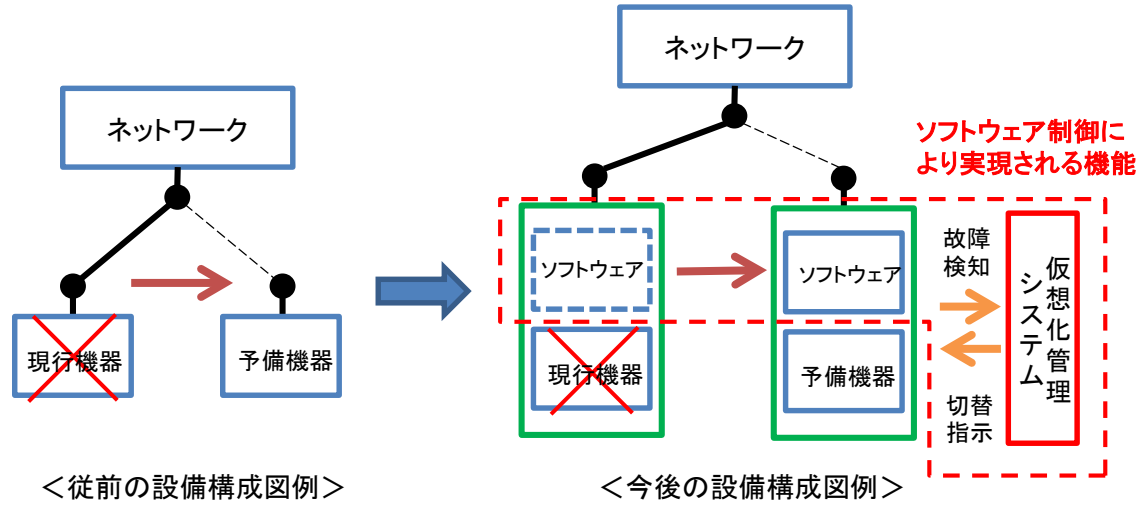 ネットワーク
現行機器
予備機器
＜従前の設備構成図例＞
ネットワーク
ソフトウェア制御に
より実現される機能
ソフトウェア
ソフトウェア
現行機器
予備機器
故障
検知
切替
指示
仮想化管理
システム
＜今後の設備構成図例＞